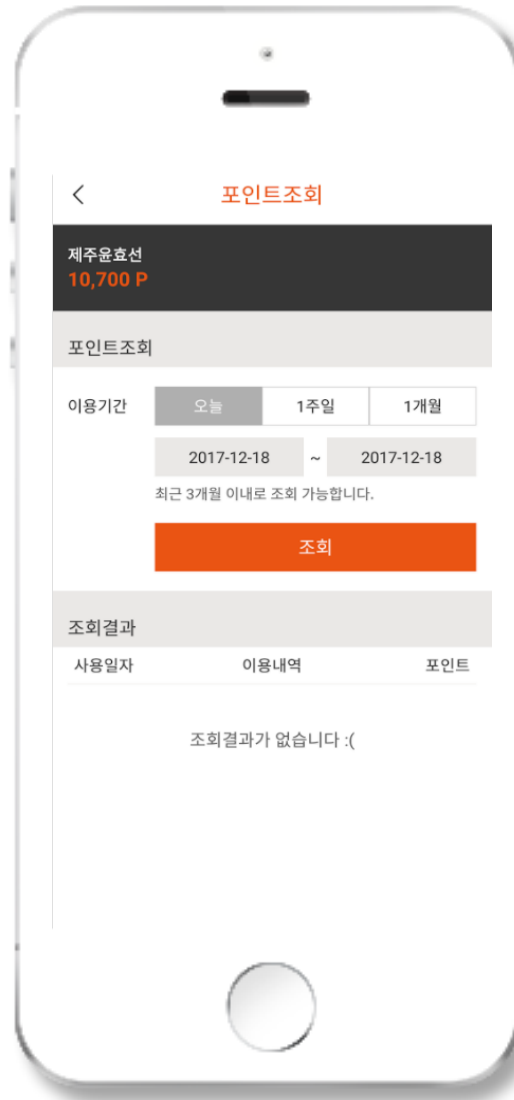 포인트조회
제주윤효선
10,700 P
포인트조회
이용기간 오늘 1주일 1개월
2017-12-18 ~ 2017-12-18
최근 3개월 이내로 조회 가능합니다.
조회
조회결과
사용일자 이용내역 포인트
조회결과가 없습니다 :(